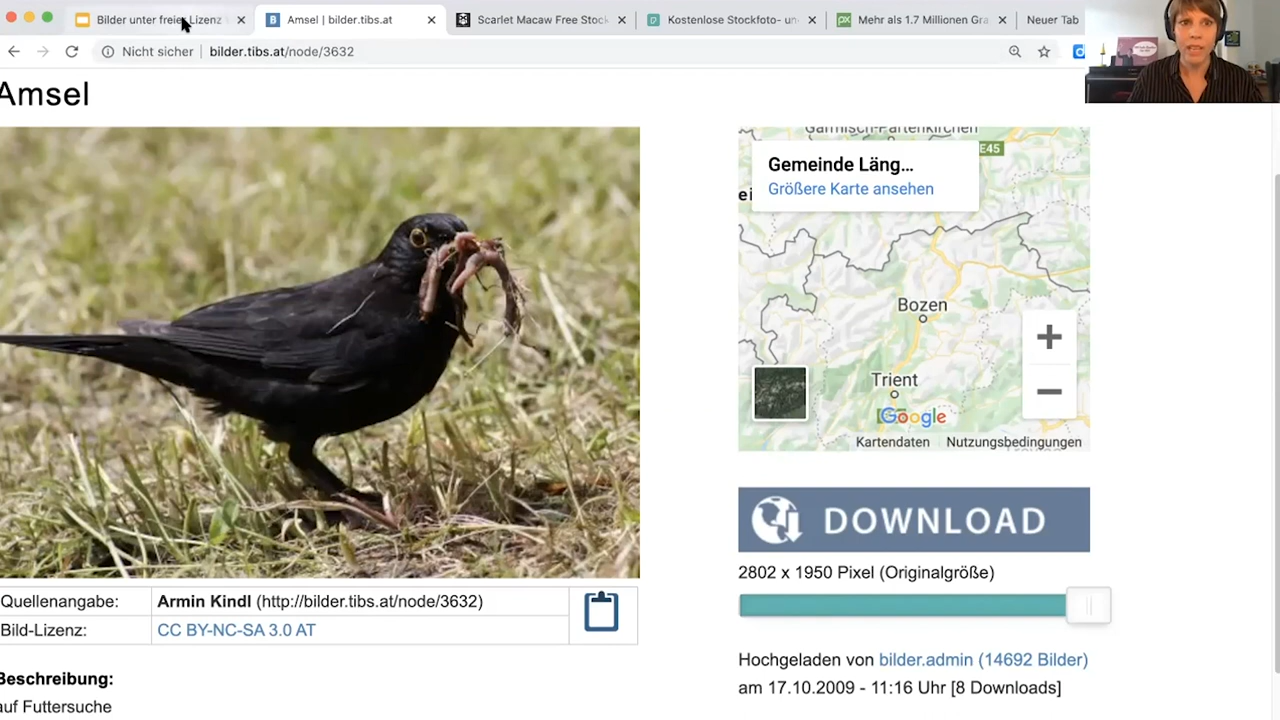 Bilder unter freier Lizenz
Amsel | bilder.tibs.at
Scarlet Macaw Free Stock
Kostenlose Stockfoto- un
Mehr als 1.7 Millionen Gra
Neuer Tab
Nicht sicher | bilder.tibs.at/node/3632
Amsel
Garmisch-Partenkirchen
E45
Gemeinde Läng...
Größere Karte ansehen
Bozen
Trient
Google
Kartendaten Nutzungsbedingungen
DOWNLOAD
2802 x 1950 Pixel (Originalgröße)
Quellenangabe: Armin Kindl (http://bilder.tibs.at/node/3632)
Bild-Lizenz: CC BY-NC-SA 3.0 AT
Hochgeladen von bilder.admin (14692 Bilder)
am 17.10.2009 - 11:16 Uhr [8 Downloads]
Beschreibung:
auf Futtersuche